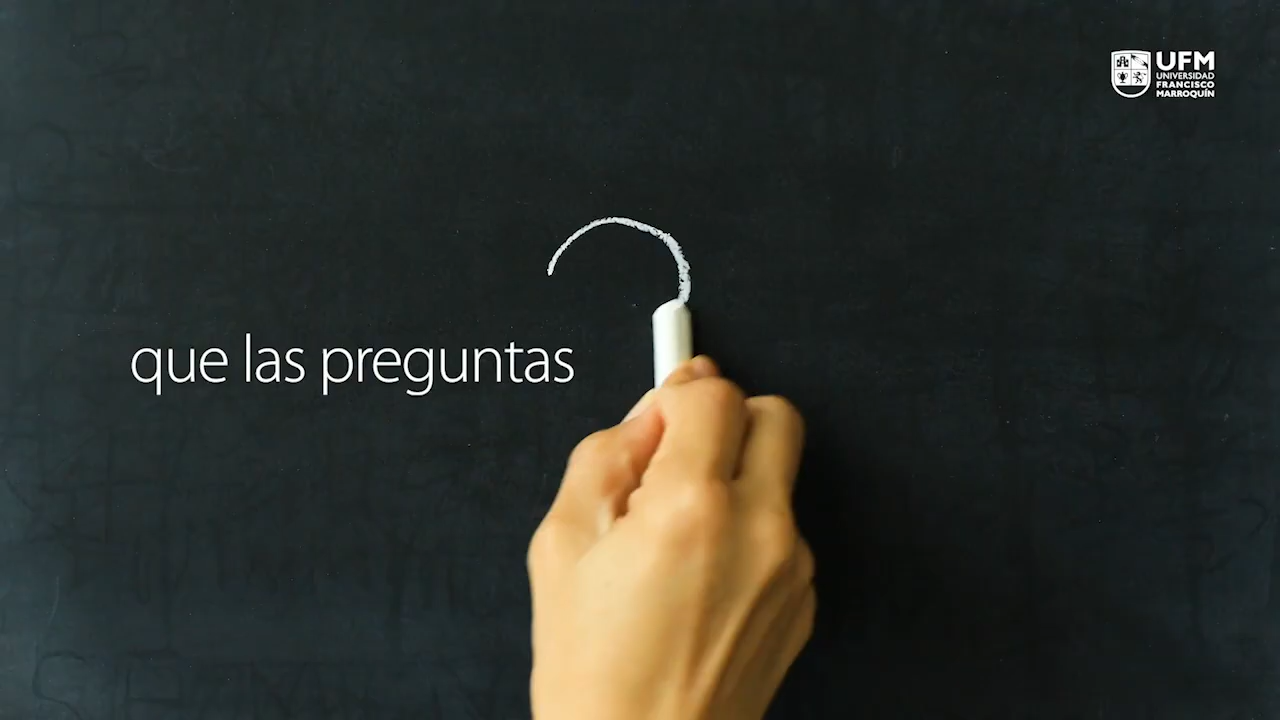 UFM
UNIVERSIDAD
FRANCISCO
MARROQUÍN
que las preguntas